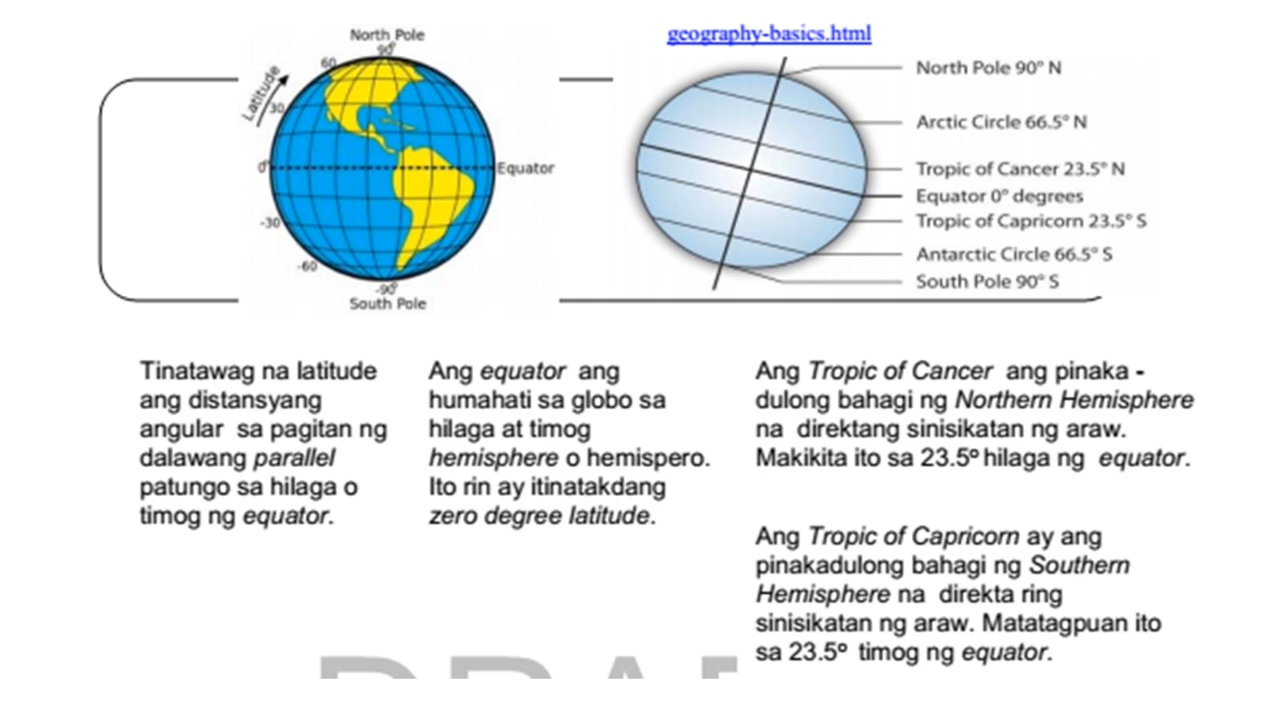 geography-basics.html
North Pole
90°
60
Latitude
30
0°
Equator
-30
-60
-90°
South Pole
North Pole 90° N
Arctic Circle 66.5° N
Tropic of Cancer 23.5° N
Equator 0° degrees
Tropic of Capricorn 23.5° S
Antarctic Circle 66.5° S
South Pole 90° S
Tinatawag na latitude
ang distansyang
angular sa pagitan ng
dalawang parallel
patungo sa hilaga o
timog ng equator.
Ang equator ang
humahati sa globo sa
hilaga at timog
hemisphere o hemispero.
Ito rin ay itinatakdang
zero degree latitude.
Ang Tropic of Cancer ang pinaka -
dulong bahagi ng Northern Hemisphere
na direktang sinisikatan ng araw.
Makikita ito sa 23.5° hilaga ng equator.
Ang Tropic of Capricorn ay ang
pinakadulong bahagi ng Southern
Hemisphere na direkta ring
sinisikatan ng araw. Matatagpuan ito
sa 23.5° timog ng equator.